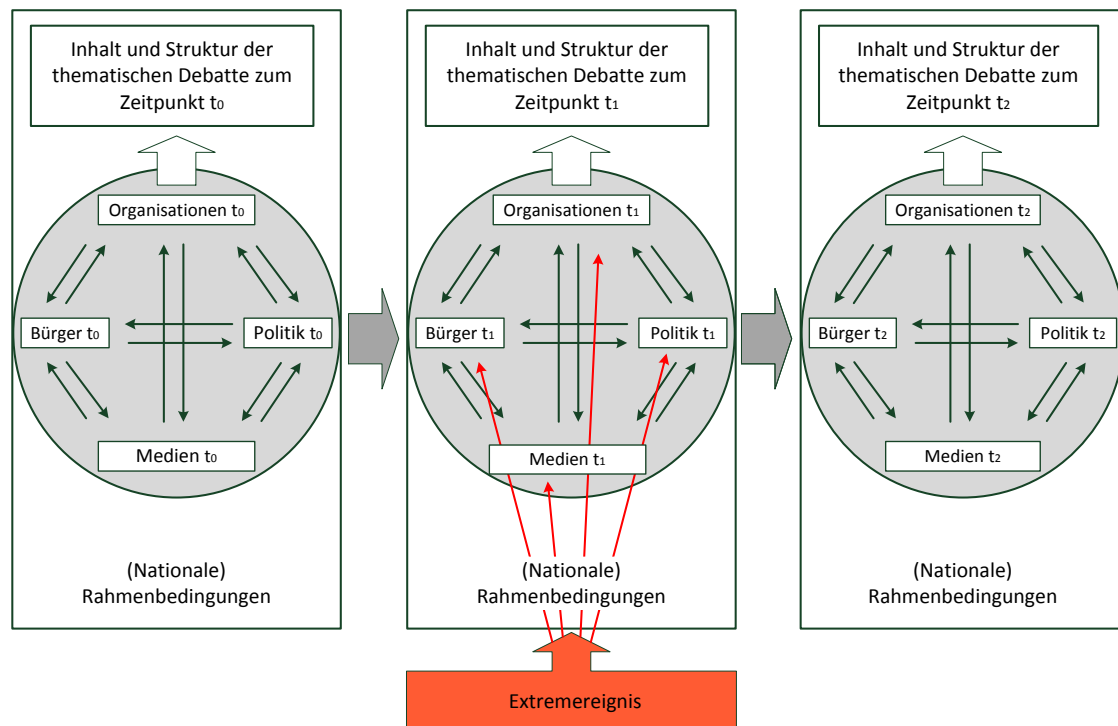 Inhalt und Struktur der
thematischen Debatte zum
Zeitpunkt t0
Organisationen t0
Bürger t0
Politik t0
Medien t0
(Nationale)
Rahmenbedingungen
Inhalt und Struktur der
thematischen Debatte zum
Zeitpunkt t1
Organisationen t1
Bürger t1
Politik t1
Medien t1
(Nationale)
Rahmenbedingungen
Extremereignis
Inhalt und Struktur der
thematischen Debatte zum
Zeitpunkt t2
Organisationen t2
Bürger t2
Politik t2
Medien t2
(Nationale)
Rahmenbedingungen